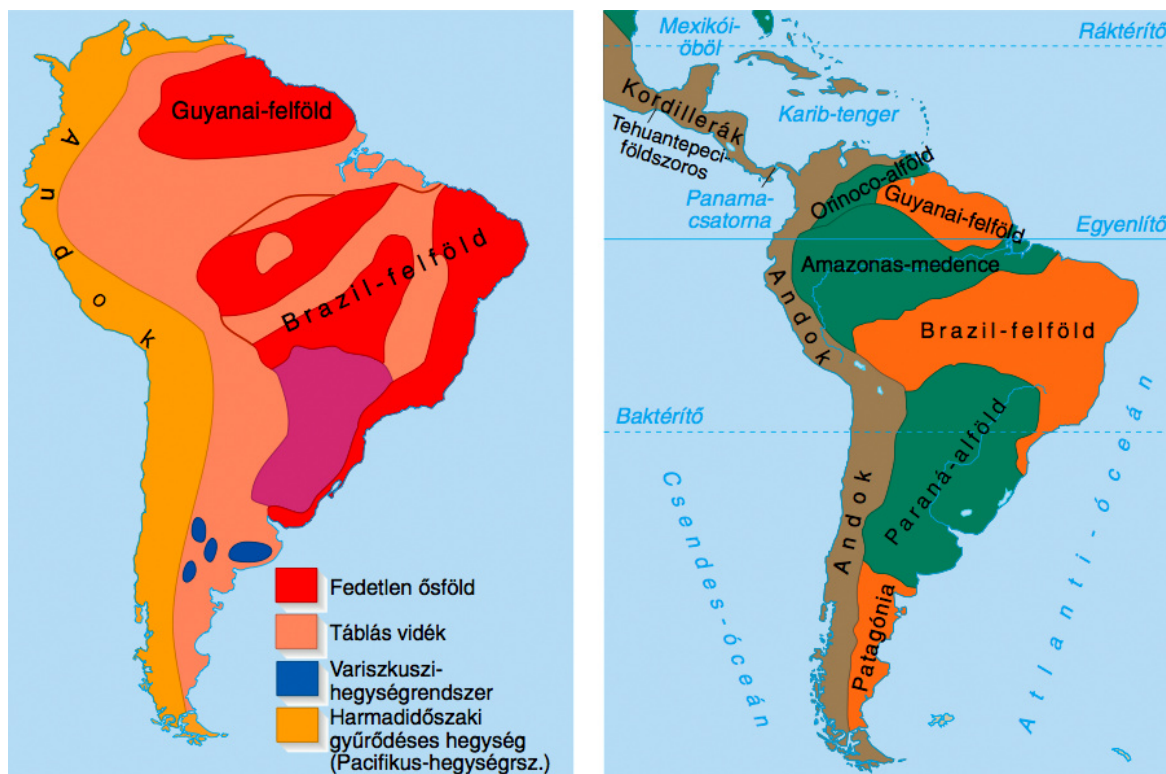 Guyanai-felföld
Andok
Brazil-felföld
Fedetlen ősföld
Táblás vidék
Variszkuszi-
hegységrendszer
Harmadidőszaki
gyűrődéses hegység
(Pacifikus-hegységrsz.)
Mexikói-
öböl
Ráktérítő
Kordillerák
Karib-tenger
Tehuantepeci-
földszoros
Panama-
csatorna
Orinoco-alföld
Guyanai-felföld
Egyenlítő
Amazonas-medence
Andok
Brazil-felföld
Baktérítő
Paraná-alföld
Andok
Csendes-óceán
Atlanti-óceán
Patagónia